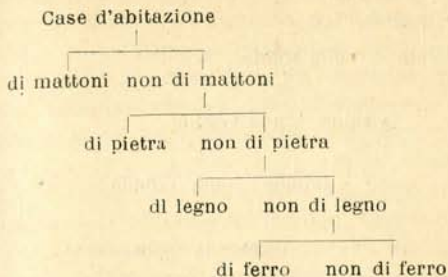 Case d'abitazione
di mattoni non di mattoni
di pietra non di pietra
dl legno non di legno
di ferro non di ferro